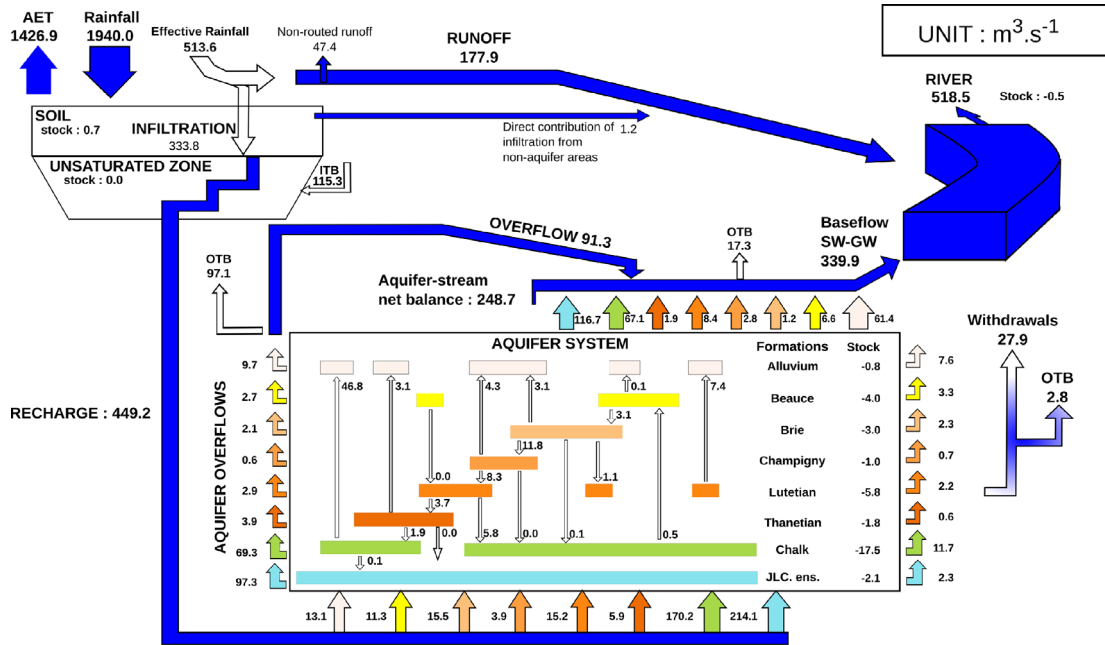 AET
1426.9
Rainfall
1940.0
Effective Rainfall
513.6
Non-routed runoff
47.4
RUNOFF
177.9
UNIT : m³.s⁻¹
RIVER
518.5
Stock : -0.5
SOIL
stock : 0.7
INFILTRATION
333.8
Direct contribution of
infiltration from
non-aquifer areas
1.2
UNSATURATED ZONE
stock : 0.0
ITB
115.3
OVERFLOW 91.3
OTB
97.1
OTB
17.3
Baseflow
SW-GW
339.9
Aquifer-stream
net balance : 248.7
116.7
67.1
1.9
8.4
2.8
1.2
6.6
61.4
Withdrawals
27.9
OTB
2.8
RECHARGE : 449.2
AQUIFER OVERFLOWS
9.7
2.7
2.1
0.6
2.9
3.9
69.3
97.3
AQUIFER SYSTEM
Formations
Stock
Alluvium
-0.8
Beauce
-4.0
Brie
-3.0
Champigny
-1.0
Lutetian
-5.8
Thanetian
-1.8
Chalk
-17.5
JLC. ens.
-2.1
46.8
3.1
4.3
3.1
0.1
7.4
3.1
11.8
0.0
8.3
1.1
3.7
1.9
0.0
5.8
0.0
0.1
0.5
0.1
7.6
3.3
2.3
0.7
2.2
0.6
11.7
2.3
13.1
11.3
15.5
3.9
15.2
5.9
170.2
214.1